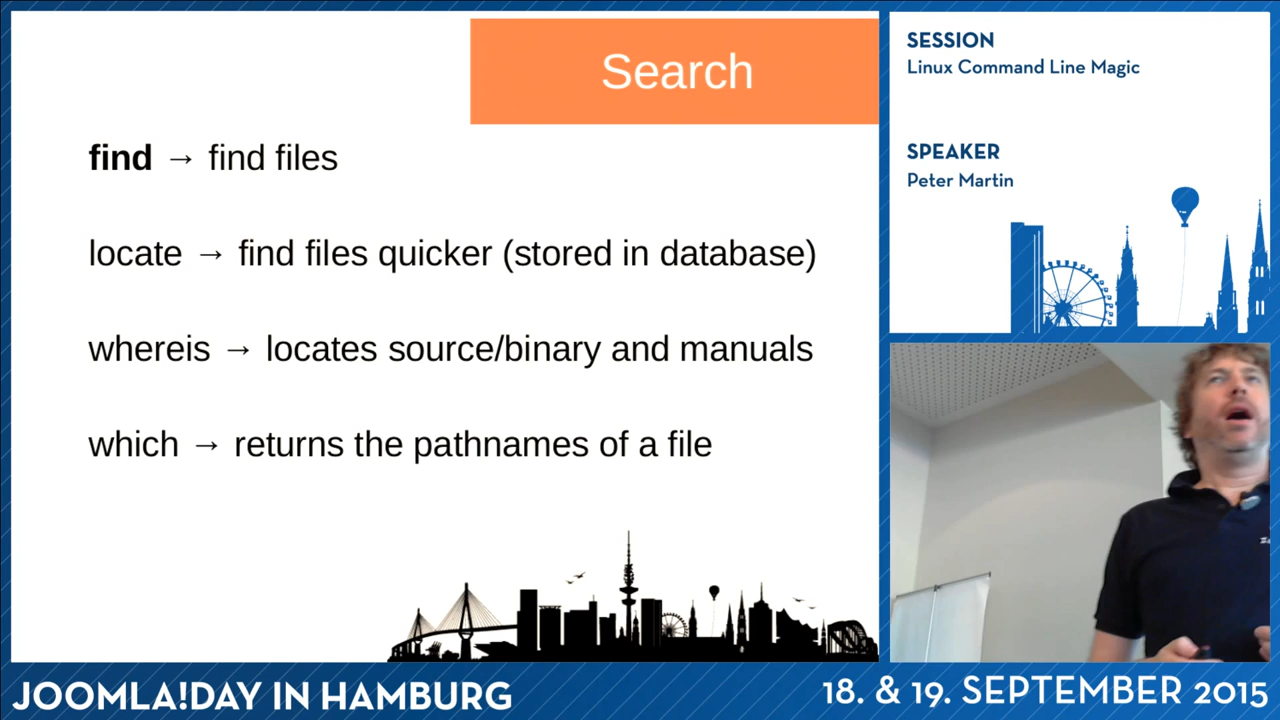 Search
find → find files
locate → find files quicker (stored in database)
whereis → locates source/binary and manuals
which → returns the pathnames of a file
SESSION
Linux Command Line Magic
SPEAKER
Peter Martin
JOOMLA!DAY IN HAMBURG
18. & 19. SEPTEMBER 2015